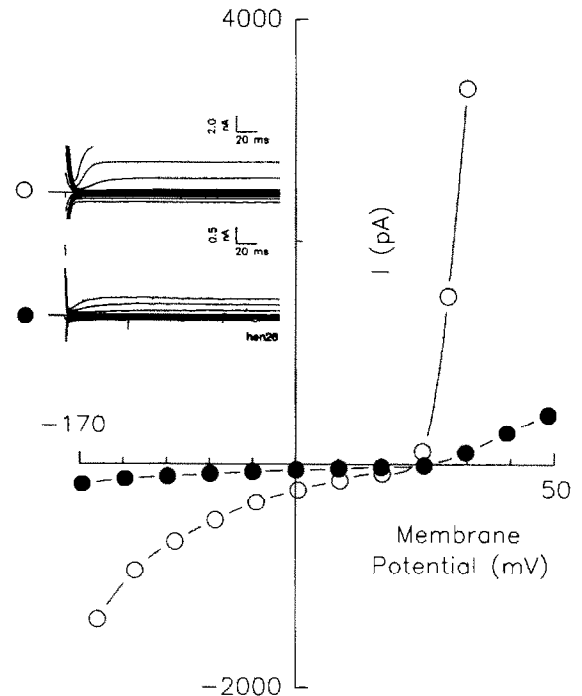 4000
2.0
nA
20 ms
I (pA)
0.5
nA
20 ms
hen26
−170
50
Membrane
Potential (mV)
−2000